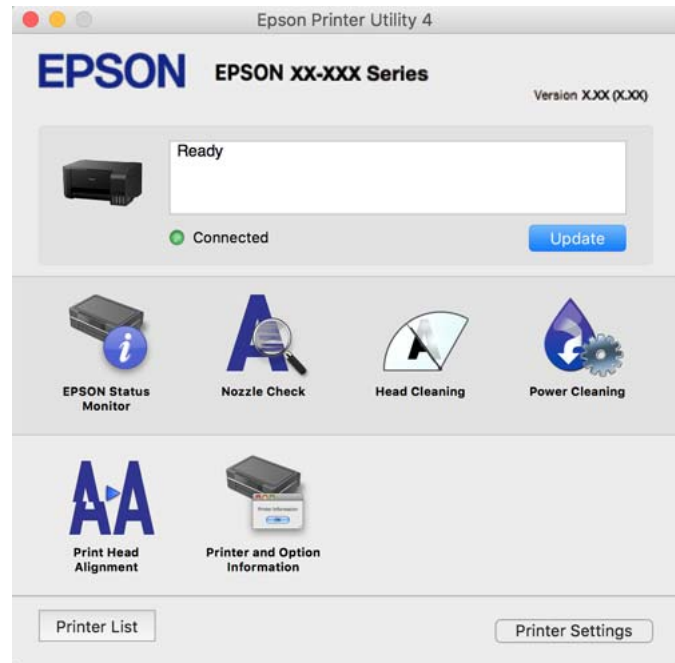 Epson Printer Utility 4
EPSON
EPSON XX-XXX Series
Version X.XX (X.XX)
Ready
Connected
Update
EPSON Status
Monitor
Nozzle Check
Head Cleaning
Power Cleaning
Print Head
Alignment
Printer and Option
Information
Printer List
Printer Settings